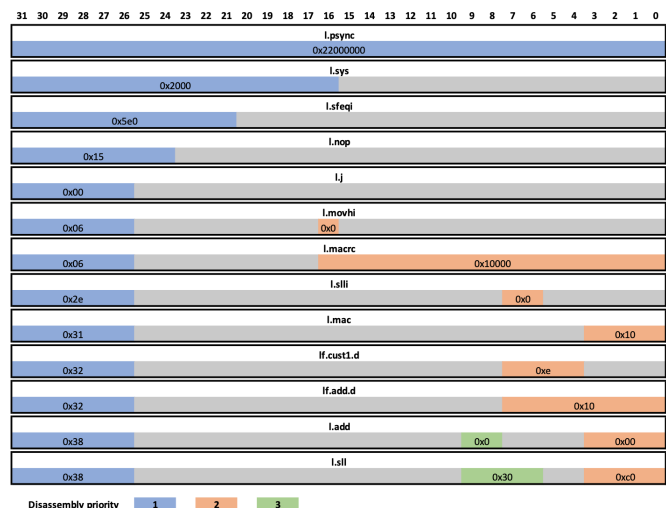 31 30 29 28 27 26 25 24 23 22 21 20 19 18 17 16 15 14 13 12 11 10 9 8 7 6 5 4 3 2 1 0
l.psync
0x22000000
l.sys
0x2000
l.sfeqi
0x5e0
l.nop
0x15
l.j
0x00
l.movhi
0x06 0x0
l.macrc
0x06 0x10000
l.slli
0x2e 0x0
l.mac
0x31 0x10
lf.cust1.d
0x32 0xe
lf.add.d
0x32 0x10
l.add
0x38 0x0 0x00
l.sll
0x38 0x30 0xc0
Disassembly priority 1 2 3